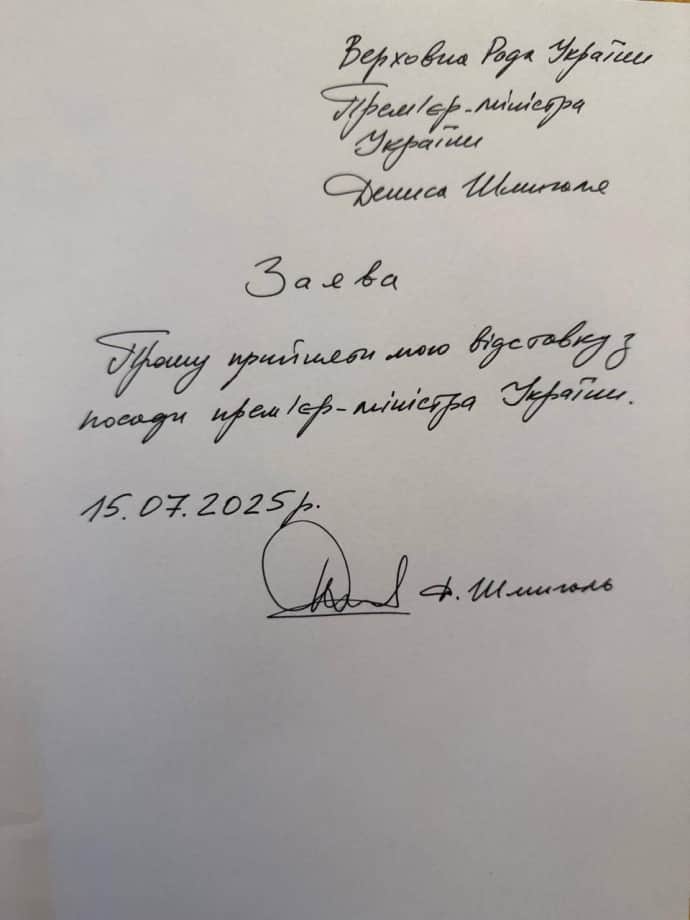 Верховна Рада України
Прем'єр-міністра
України
Дениса Шмигаля
Заява
Прошу прийняти мою відставку з
посади прем'єр-міністра України.
15.07.2025р.
Д. Шмигаль